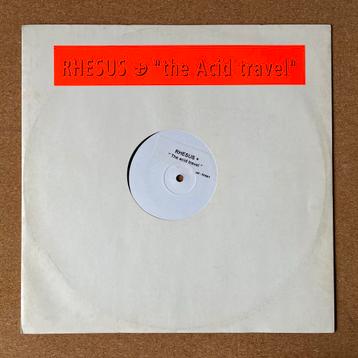 RHESUS + "the Acid travel"
RHESUS +
" The acid travel "